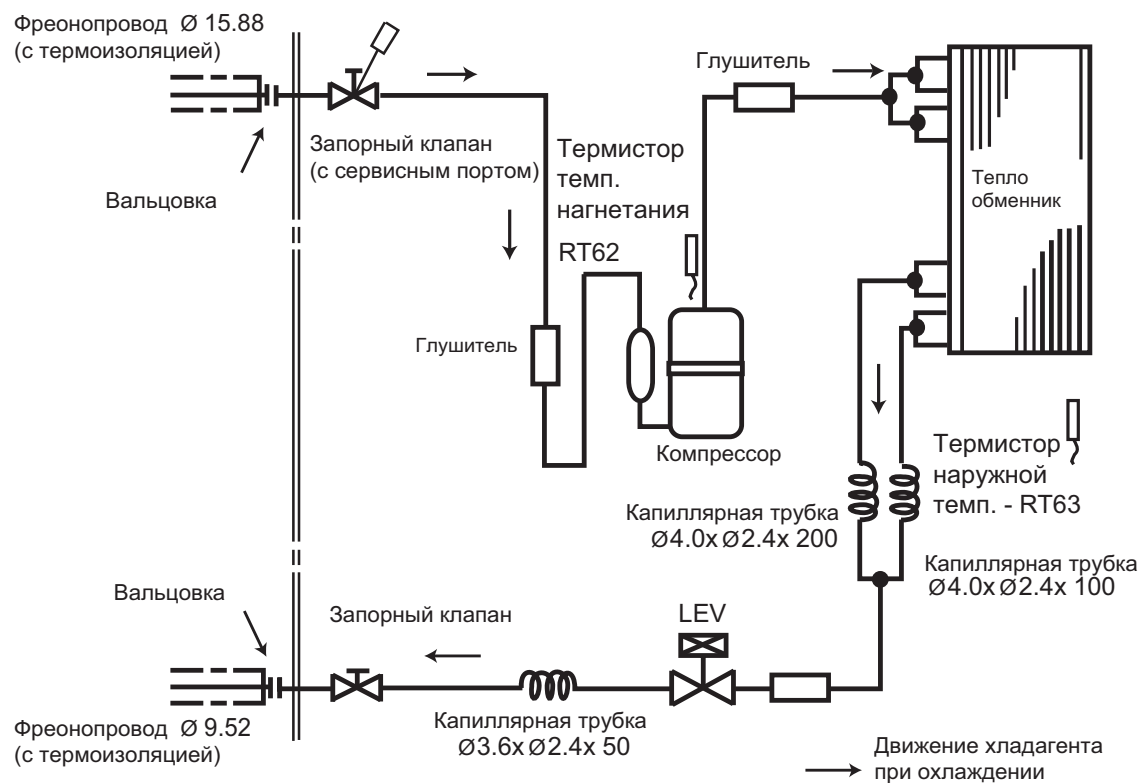 Фреонопровод Ø 15.88
(с термоизоляцией)
Вальцовка
Запорный клапан
(с сервисным портом)
Термистор
темп.
нагнетания
RT62
Глушитель
Глушитель
Компрессор
Тепло
обменник
Термистор
наружной
темп. - RT63
Капиллярная трубка
Ø4.0x Ø2.4x 200
Капиллярная трубка
Ø4.0x Ø2.4x 100
Вальцовка
Запорный клапан
LEV
Фреонопровод Ø 9.52
(с термоизоляцией)
Капиллярная трубка
Ø3.6x Ø2.4x 50
Движение хладагента
при охлаждении